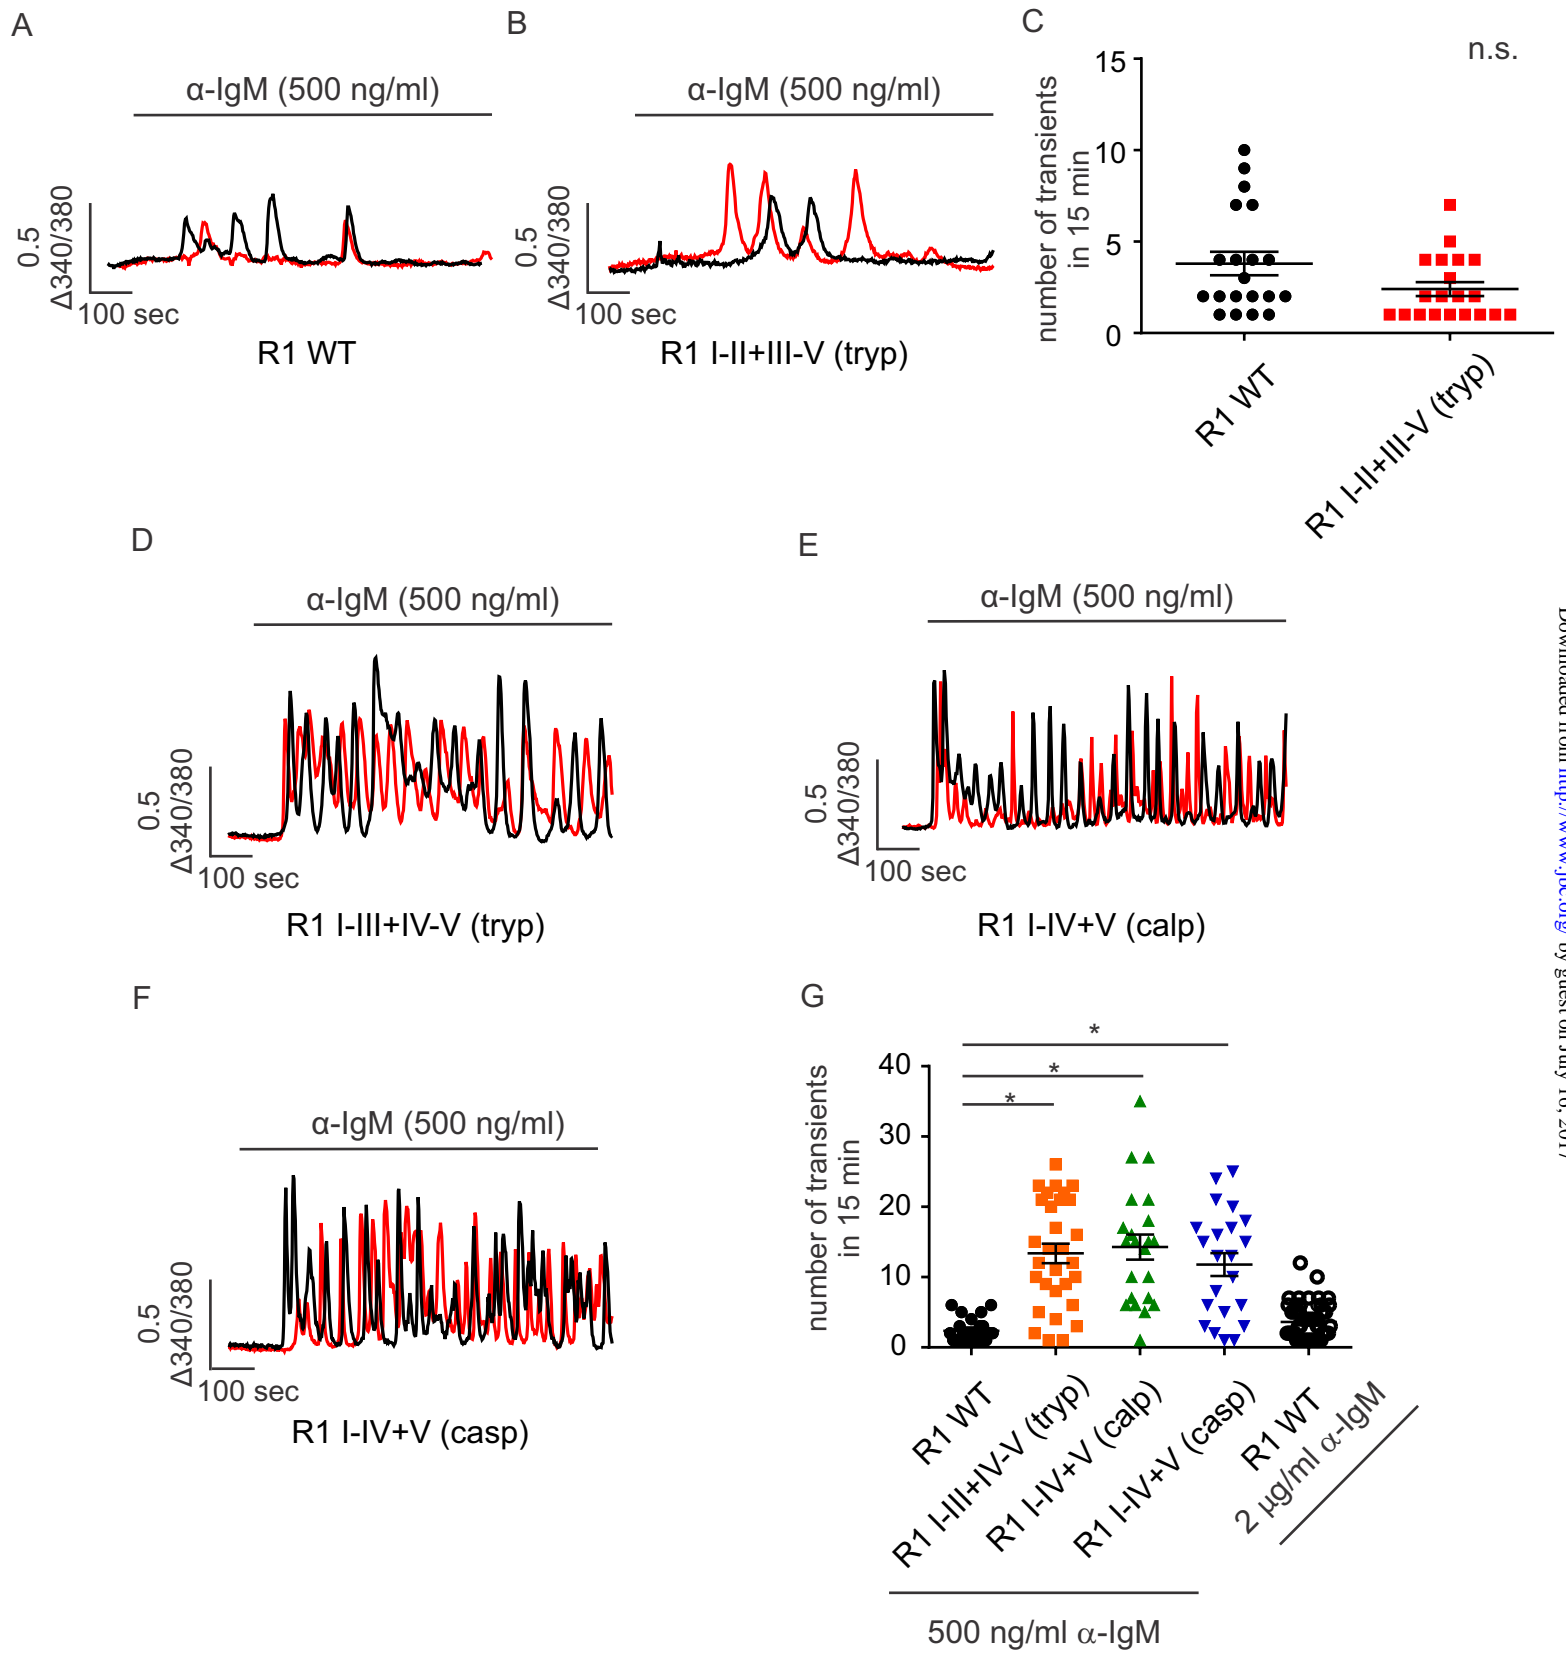 A
α-IgM (500 ng/ml)
0.5
Δ340/380
100 sec
R1 WT
B
α-IgM (500 ng/ml)
0.5
Δ340/380
100 sec
R1 I-II+III-V (tryp)
C
n.s.
number of transients
in 15 min
15
10
5
0
R1 WT
R1 I-II+III-V (tryp)
D
α-IgM (500 ng/ml)
0.5
Δ340/380
100 sec
R1 I-III+IV-V (tryp)
E
α-IgM (500 ng/ml)
0.5
Δ340/380
100 sec
R1 I-IV+V (calp)
F
α-IgM (500 ng/ml)
0.5
Δ340/380
100 sec
R1 I-IV+V (casp)
G
*
*
*
number of transients
in 15 min
40
30
20
10
0
R1 WT
R1 I-III+IV-V (tryp)
R1 I-IV+V (calp)
R1 I-IV+V (casp)
R1 WT
2 μg/ml α-IgM
500 ng/ml α-IgM